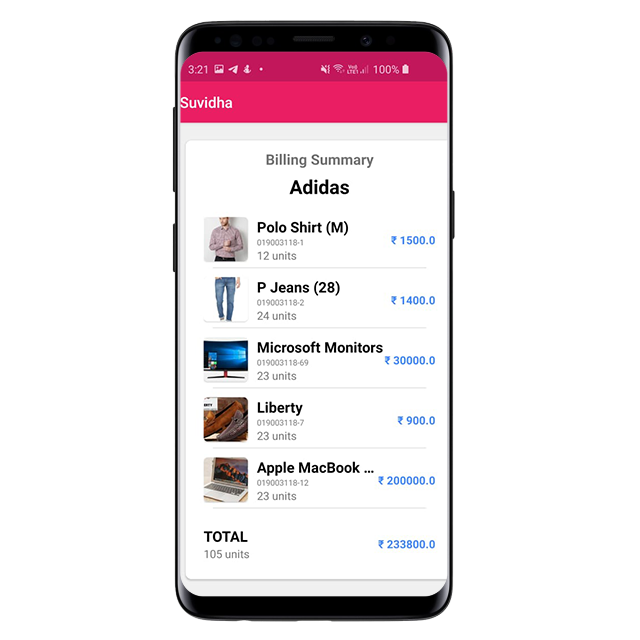 3:21
Vo)
LTE1
100%
Suvidha
Billing Summary
Adidas
Polo Shirt (M)
019003118-1
12 units
₹ 1500.0
P Jeans (28)
019003118-2
24 units
₹ 1400.0
Microsoft Monitors
019003118-69
23 units
₹ 30000.0
Liberty
019003118-7
23 units
₹ 900.0
Apple MacBook ...
019003118-12
23 units
₹ 200000.0
TOTAL
105 units
₹ 233800.0